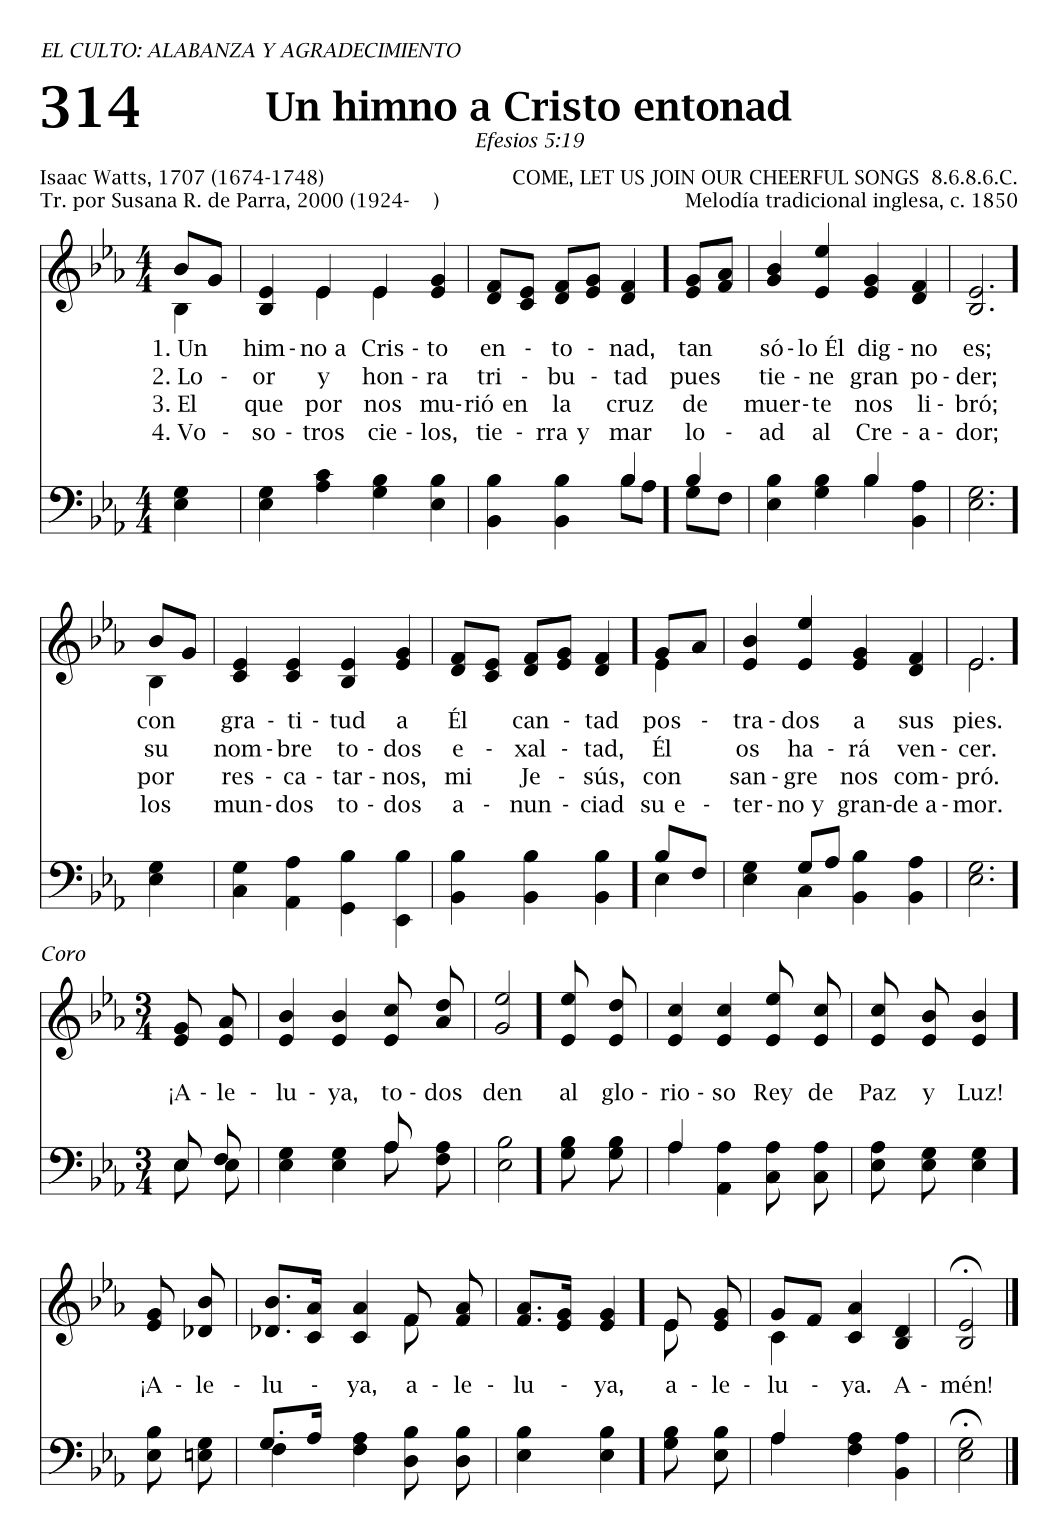 EL CULTO: ALABANZA Y AGRADECIMIENTO
314 Un himno a Cristo entonad
Efesios 5:19
Isaac Watts, 1707 (1674-1748) COME, LET US JOIN OUR CHEERFUL SONGS 8.6.8.6.C.
Tr. por Susana R. de Parra, 2000 (1924- ) Melodía tradicional inglesa, c. 1850
4 4
1. Un him - no a Cris - to en - to - nad, tan só - lo Él dig - no es;
2. Lo - or y hon - ra tri - bu - tad pues tie - ne gran po - der;
3. El que por nos mu - rió en la cruz de muer - te nos li - bró;
4. Vo - so - tros cie - los, tie - rra y mar lo - ad al Cre - a - dor;
4 4
con gra - ti - tud a Él can - tad pos - tra - dos a sus pies.
su nom - bre to - dos e - xal - tad, Él os ha - rá ven - cer.
por res - ca - tar - nos, mi Je - sús, con san - gre nos com - pró.
los mun - dos to - dos a - nun - ciad su e - ter - no y gran - de a - mor.
Coro
3 4
¡A - le - lu - ya, to - dos den al glo - rio - so Rey de Paz y Luz!
3 4
¡A - le - lu - ya, a - le - lu - ya, a - le - lu - ya. A - mén!